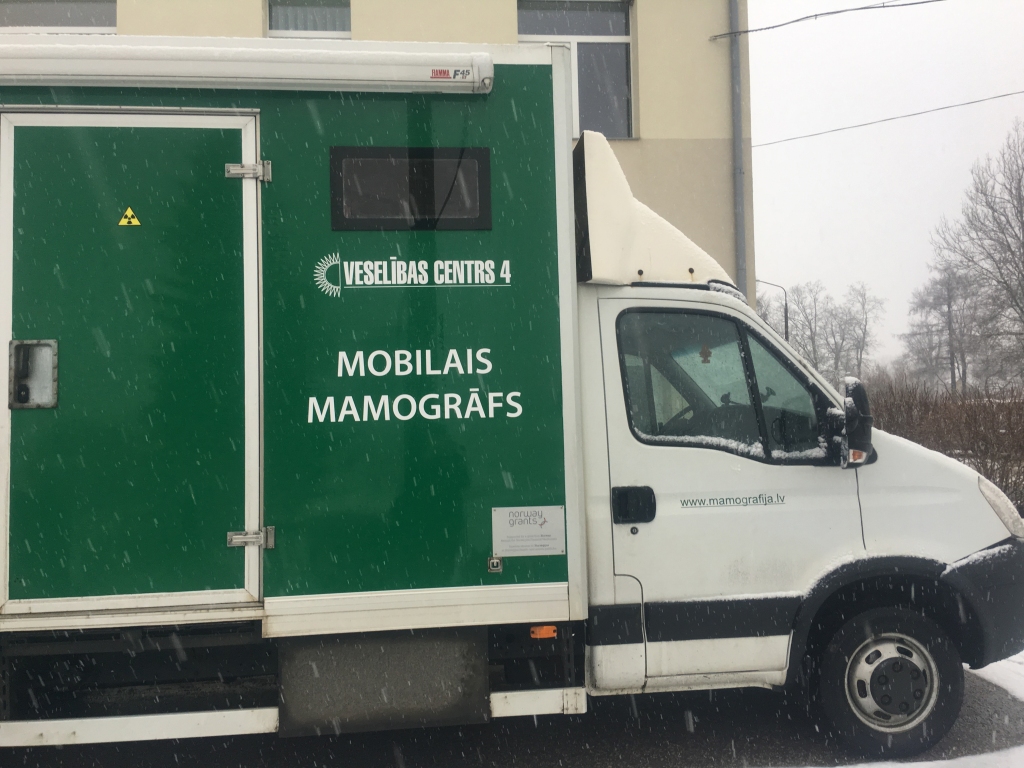 FIAMMA F45
VESELĪBAS CENTRS 4
MOBILAIS
MAMOGRĀFS
www.mamografija.lv
norway
grants